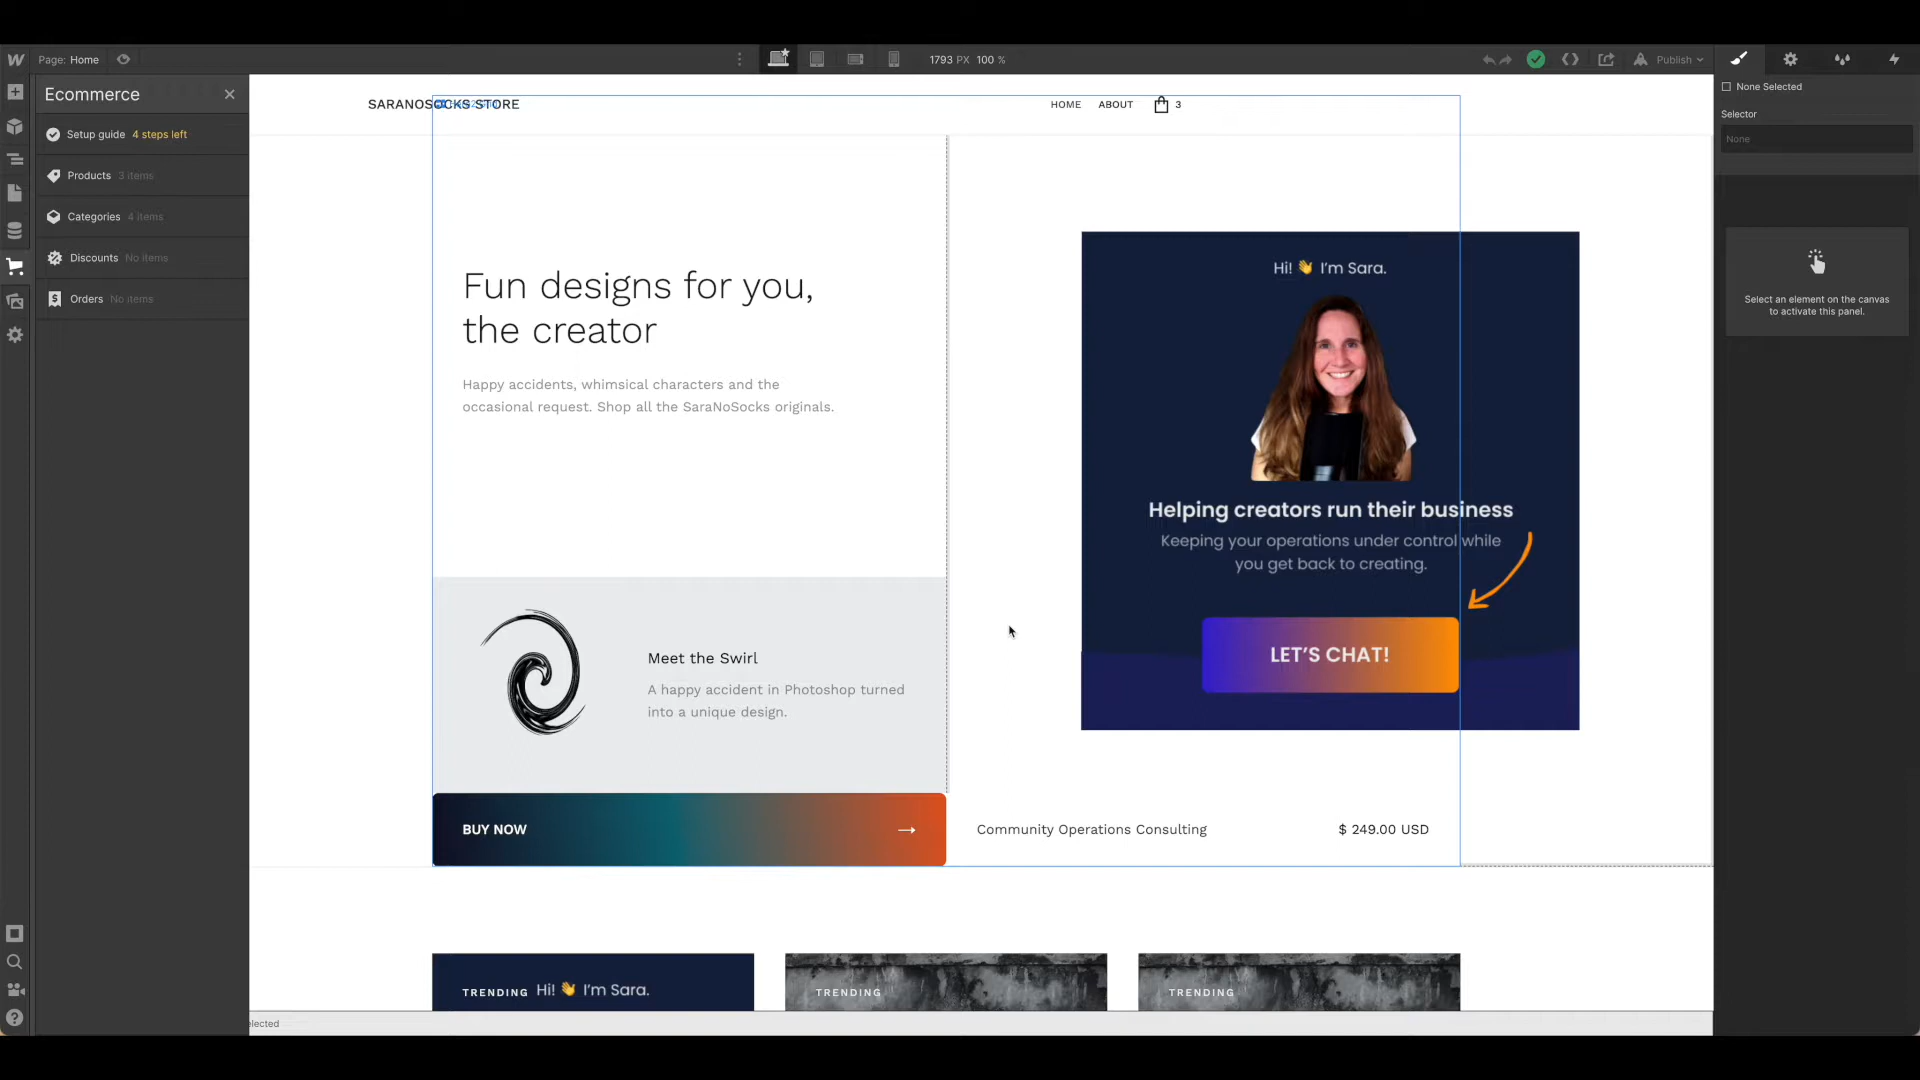 Page: Home
1793 PX 100 %
Publish
Ecommerce
Setup guide 4 steps left
Products 3 items
Categories 4 items
Discounts No items
Orders No items
SARANOSOCKS STORE
HOME ABOUT 3
Fun designs for you,
the creator
Happy accidents, whimsical characters and the
occasional request. Shop all the SaraNoSocks originals.
Meet the Swirl
A happy accident in Photoshop turned
into a unique design.
BUY NOW →
Hi! 👋 I'm Sara.
Helping creators run their business
Keeping your operations under control while
you get back to creating.
LET'S CHAT!
Community Operations Consulting $ 249.00 USD
TRENDING Hi! 👋 I'm Sara.
TRENDING
TRENDING
elected
None Selected
Selector
None
Select an element on the canvas
to activate this panel.